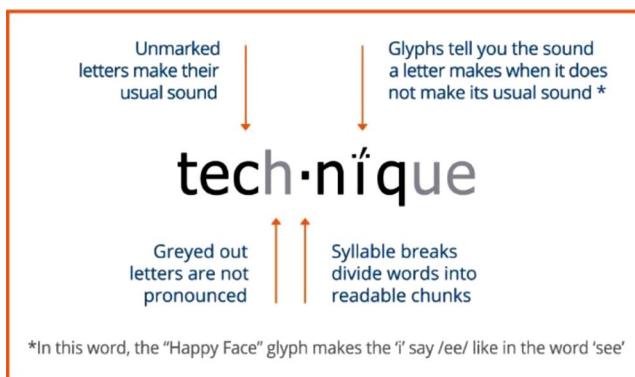 Unmarked
letters make their
usual sound
Glyphs tell you the sound
a letter makes when it does
not make its usual sound *
tech·nïque
Greyed out
letters are not
pronounced
Syllable breaks
divide words into
readable chunks
*In this word, the “Happy Face” glyph makes the ‘i’ say /ee/ like in the word ‘see’